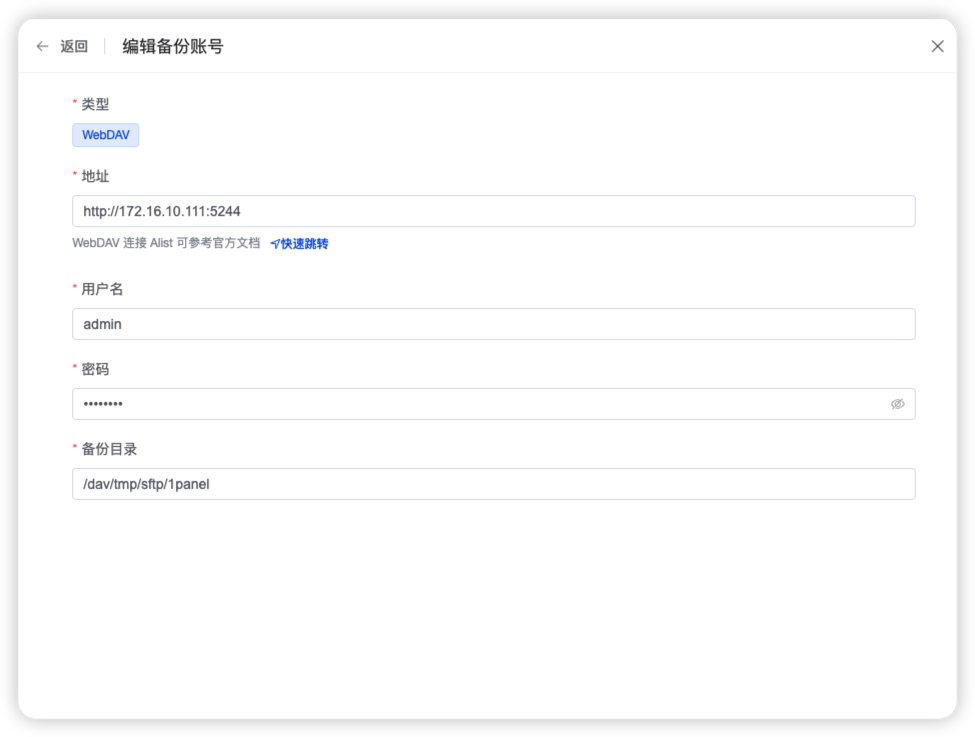 ← 返回 | 编辑备份账号
* 类型
WebDAV
* 地址
http://172.16.10.111:5244
WebDAV 连接 Alist 可参考官方文档 快速跳转
* 用户名
admin
* 密码
••••••••
* 备份目录
/dav/tmp/sftp/1panel